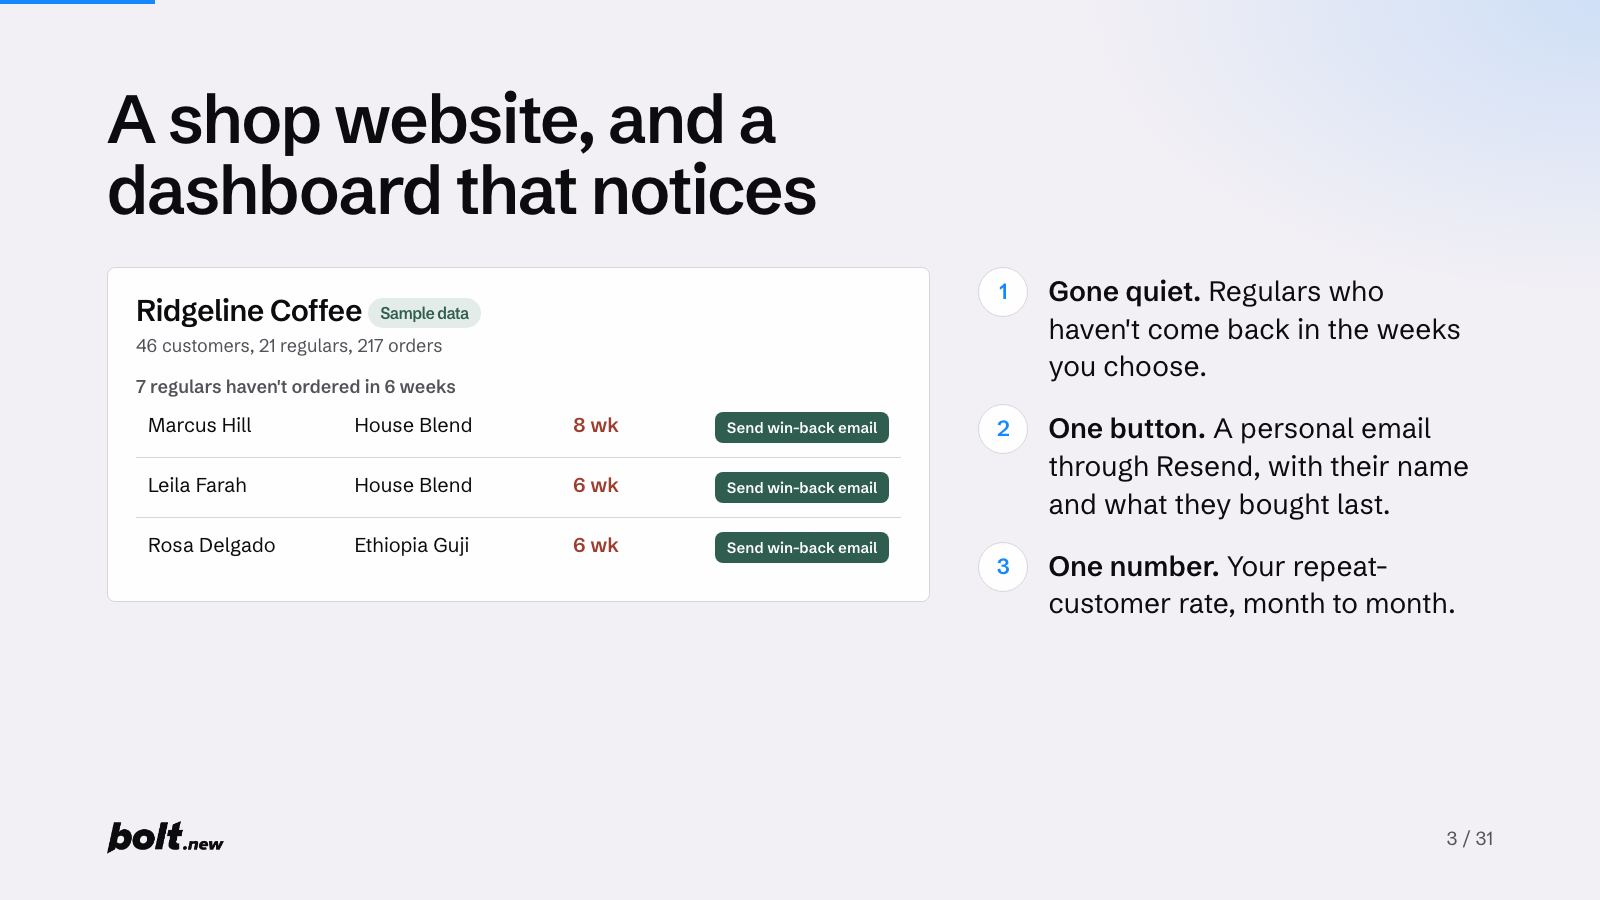 A shop website, and a
dashboard that notices
Ridgeline Coffee Sample data
46 customers, 21 regulars, 217 orders
7 regulars haven't ordered in 6 weeks
Marcus Hill House Blend 8 wk Send win-back email
Leila Farah House Blend 6 wk Send win-back email
Rosa Delgado Ethiopia Guji 6 wk Send win-back email
1 Gone quiet. Regulars who
haven't come back in the weeks
you choose.
2 One button. A personal email
through Resend, with their name
and what they bought last.
3 One number. Your repeat-
customer rate, month to month.
bolt.new
3 / 31